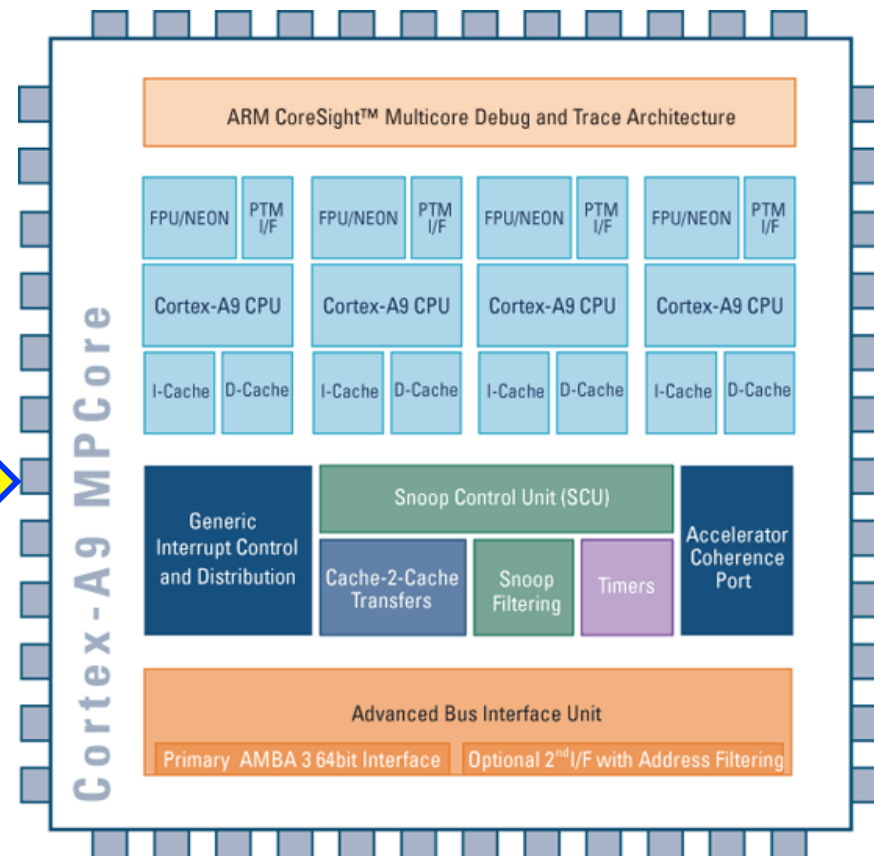 Cortex-A9 MPCore
ARM CoreSight™ Multicore Debug and Trace Architecture
FPU/NEON
PTM
I/F
FPU/NEON
PTM
I/F
FPU/NEON
PTM
I/F
FPU/NEON
PTM
I/F
Cortex-A9 CPU
Cortex-A9 CPU
Cortex-A9 CPU
Cortex-A9 CPU
I-Cache
D-Cache
I-Cache
D-Cache
I-Cache
D-Cache
I-Cache
D-Cache
Generic
Interrupt Control
and Distribution
Snoop Control Unit (SCU)
Cache-2-Cache
Transfers
Snoop
Filtering
Timers
Accelerator
Coherence
Port
Advanced Bus Interface Unit
Primary AMBA 3 64bit Interface
Optional 2nd I/F with Address Filtering